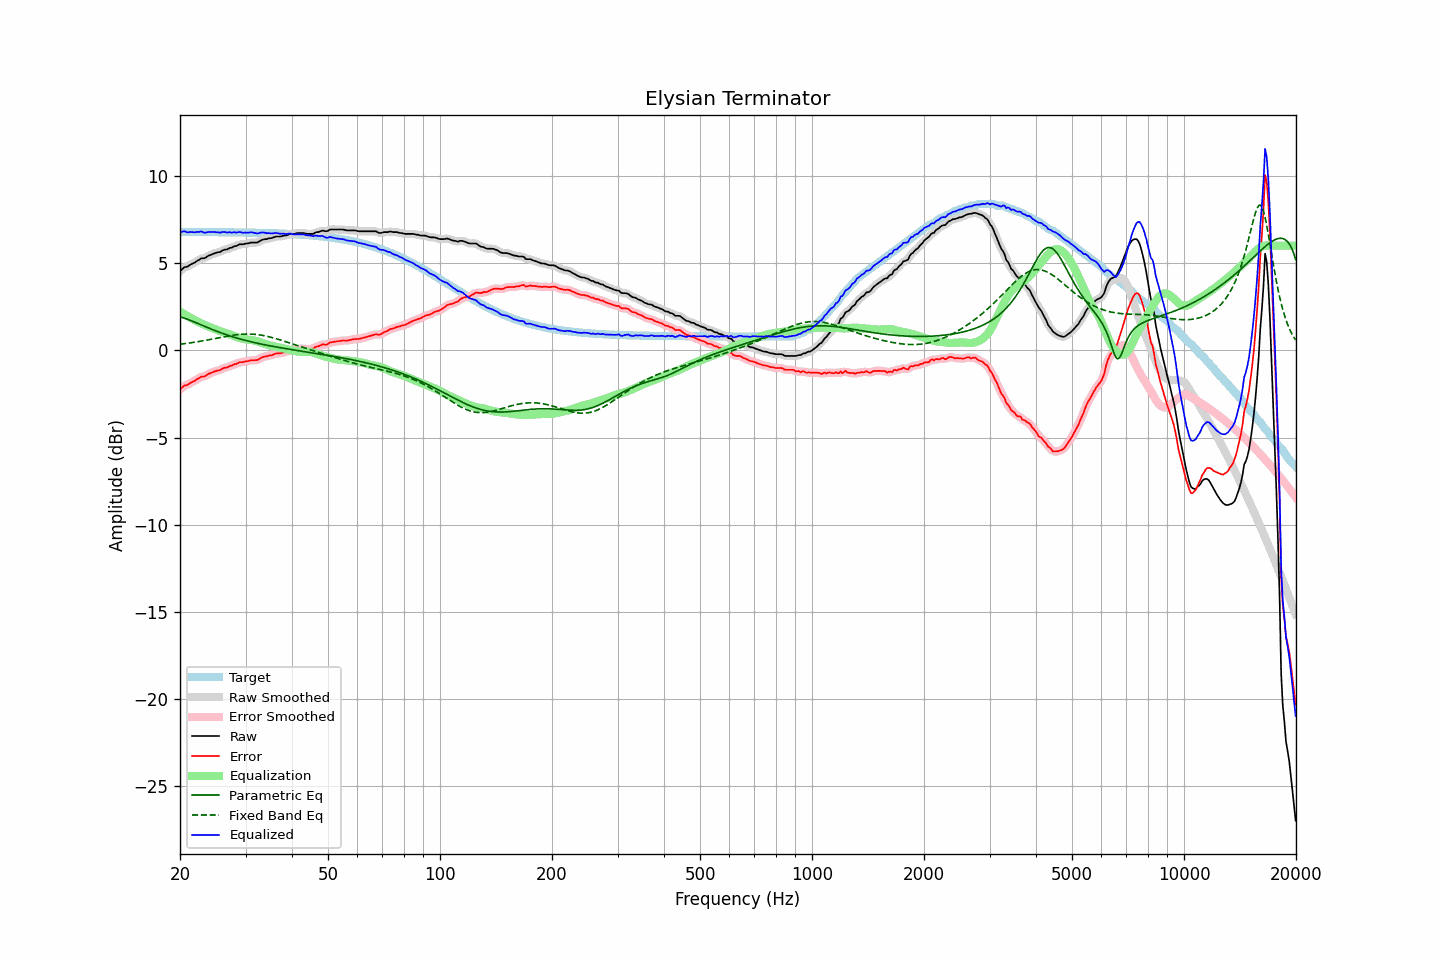 Elysian Terminator
Amplitude (dBr)
10
5
0
−5
−10
−15
−20
−25
Target
Raw Smoothed
Error Smoothed
Raw
Error
Equalization
Parametric Eq
Fixed Band Eq
Equalized
20 50 100 200 500 1000 2000 5000 10000 20000
Frequency (Hz)